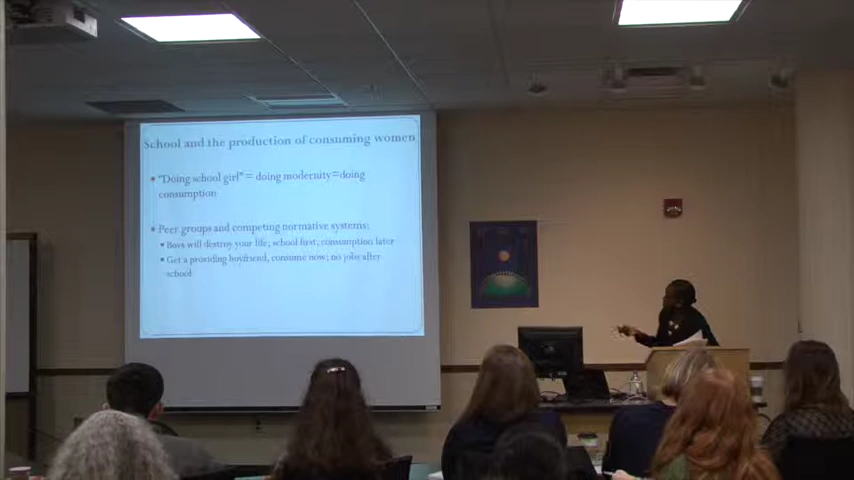 School and the production of consuming women
• "Doing school girl" = doing modernity=doing
consumption
• Peer groups and competing normative systems:
• Boys will destroy your life; school first; consumption later
• Get a providing boyfriend, consume now; no jobs after
school